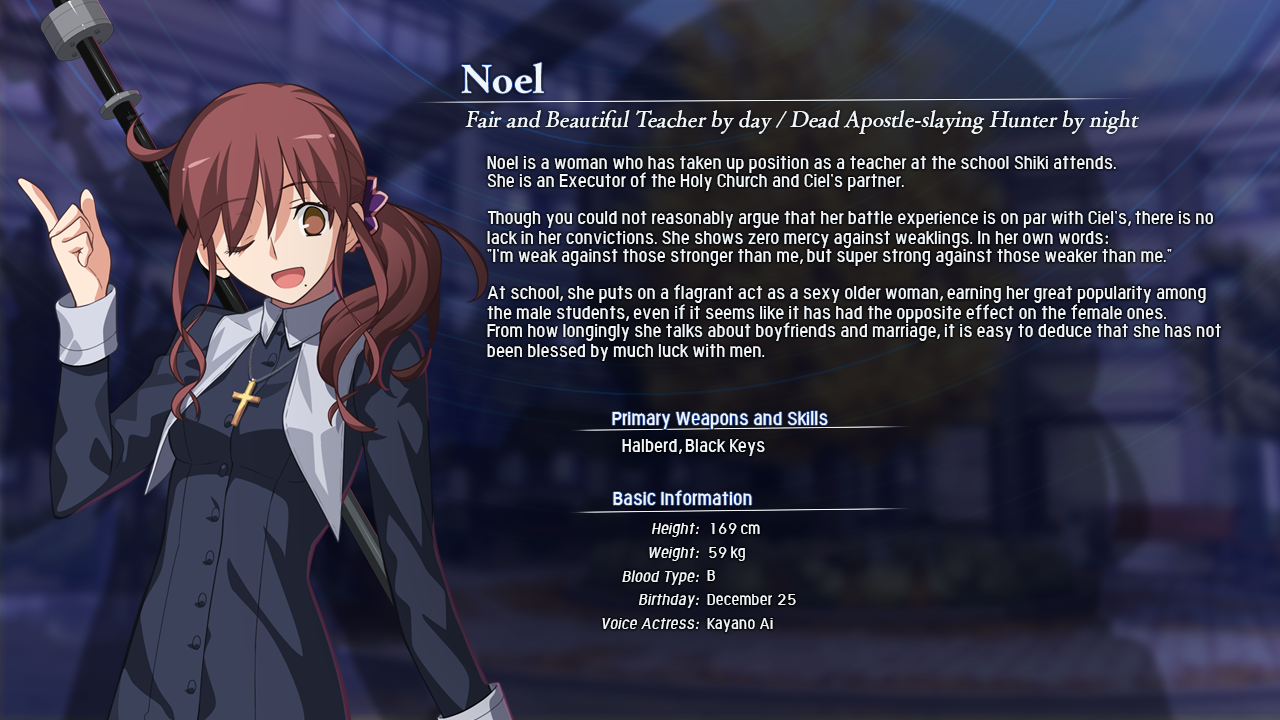 Noel
Fair and Beautiful Teacher by day / Dead Apostle-slaying Hunter by night
Noel is a woman who has taken up position as a teacher at the school Shiki attends.
She is an Executor of the Holy Church and Ciel's partner.
Though you could not reasonably argue that her battle experience is on par with Ciel's, there is no
lack in her convictions. She shows zero mercy against weaklings. In her own words:
"I'm weak against those stronger than me, but super strong against those weaker than me."
At school, she puts on a flagrant act as a sexy older woman, earning her great popularity among
the male students, even if it seems like it has had the opposite effect on the female ones.
From how longingly she talks about boyfriends and marriage, it is easy to deduce that she has not
been blessed by much luck with men.
Primary Weapons and Skills
Halberd, Black Keys
Basic Information
Height: 169 cm
Weight: 59 kg
Blood Type: B
Birthday: December 25
Voice Actress: Kayano Ai